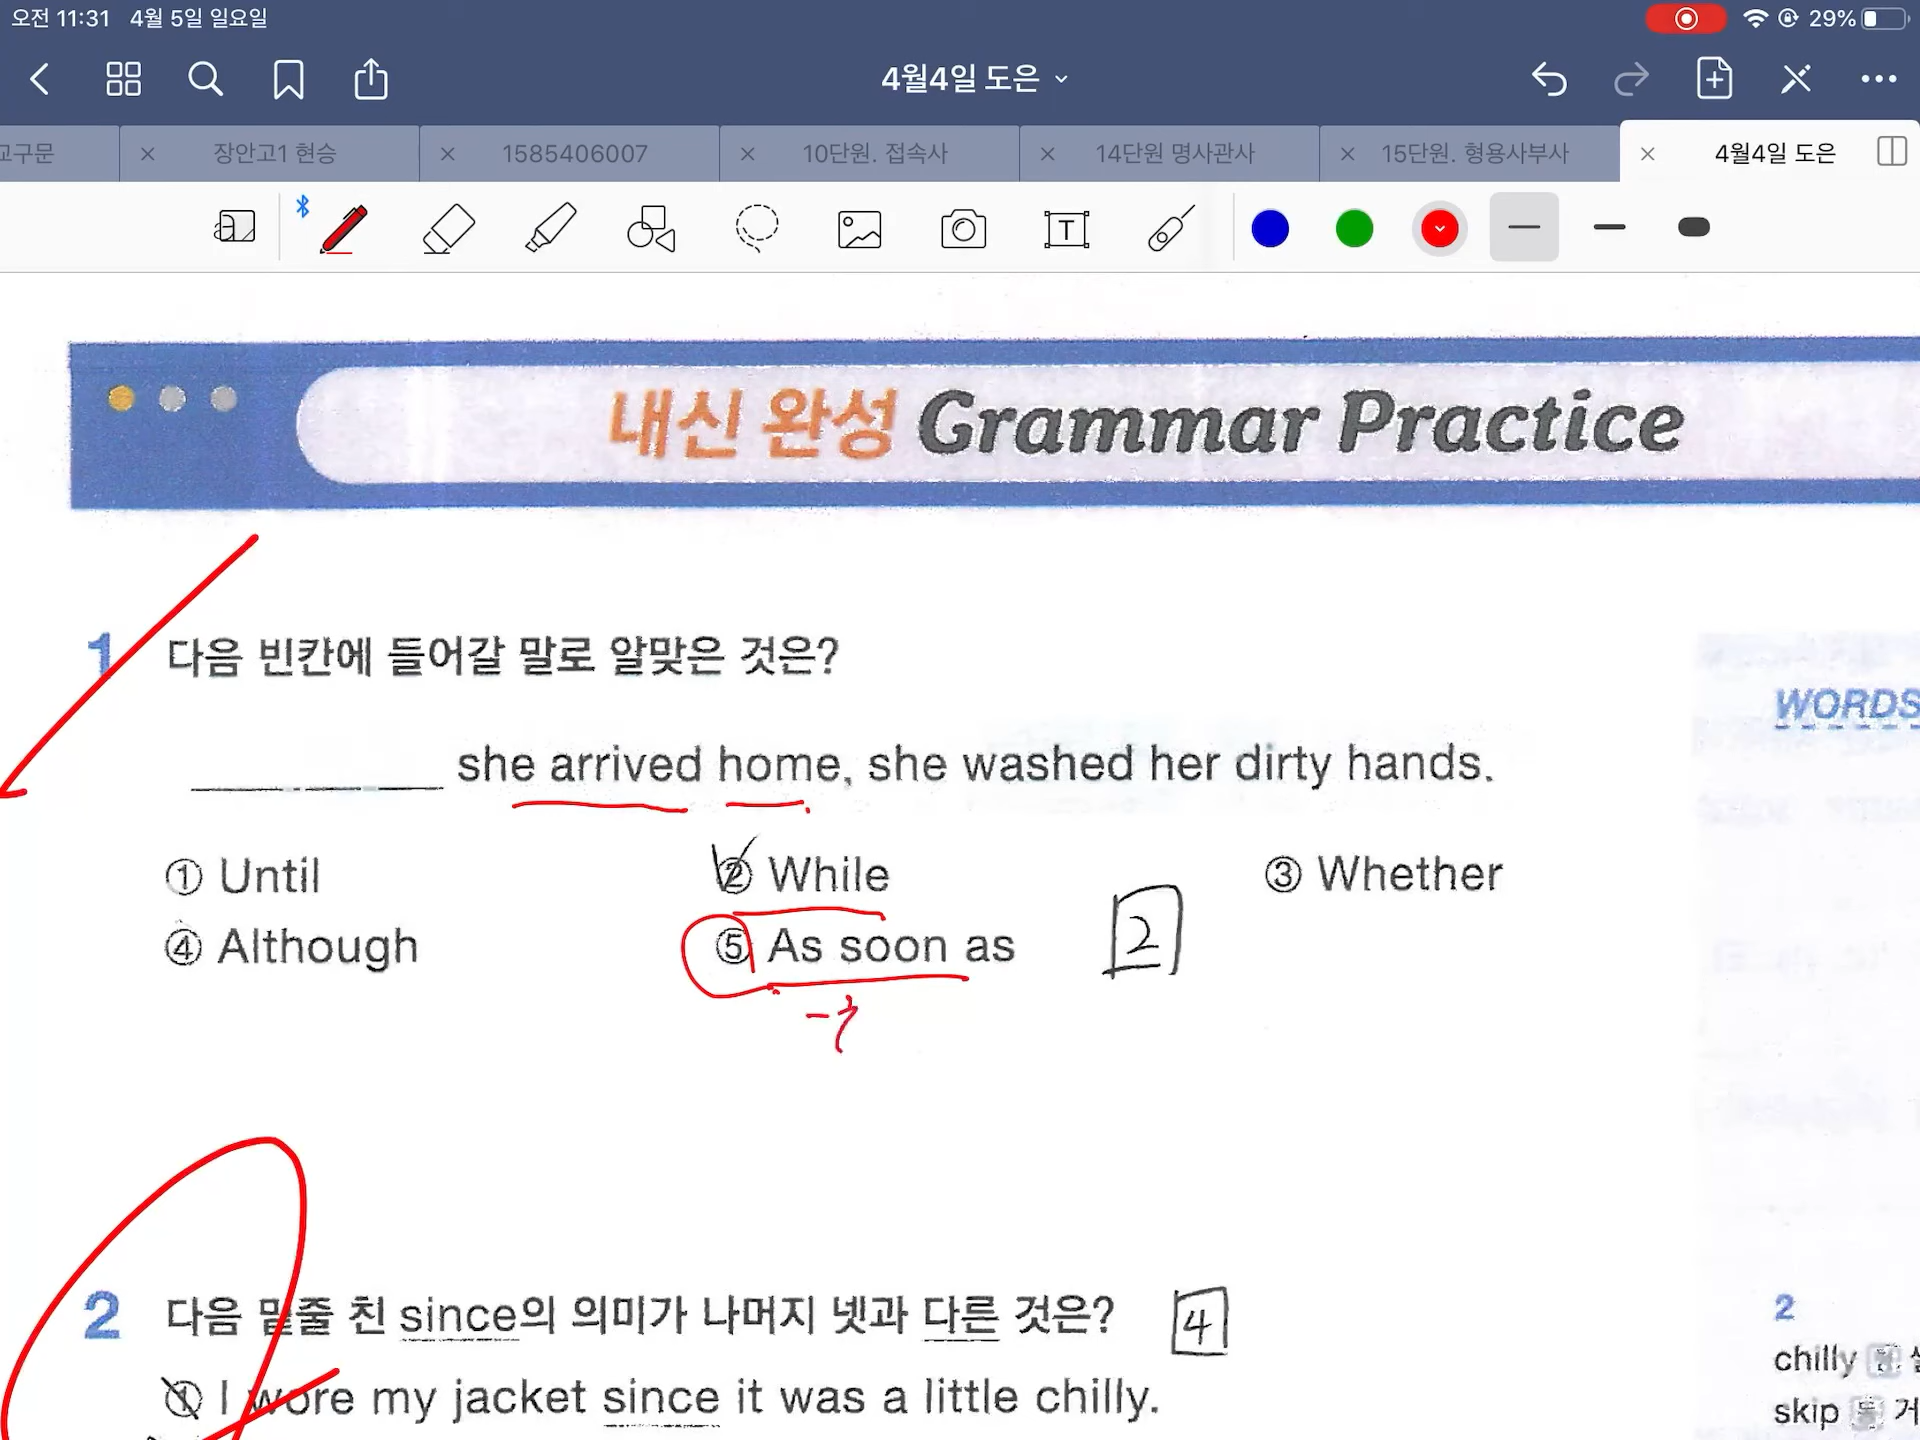 오전 11:31 4월 5일 일요일
29%
4월4일 도은
교구문
장안고1 현승
1585406007
10단원. 접속사
14단원 명사관사
15단원. 형용사부사
4월4일 도은
내신 완성 Grammar Practice
1 다음 빈칸에 들어갈 말로 알맞은 것은?
she arrived home, she washed her dirty hands.
WORDS
① Until ② While ③ Whether
④ Although ⑤ As soon as
2
2 다음 밑줄 친 since의 의미가 나머지 넷과 다른 것은? 4
① I wore my jacket since it was a little chilly.
2
chilly
skip